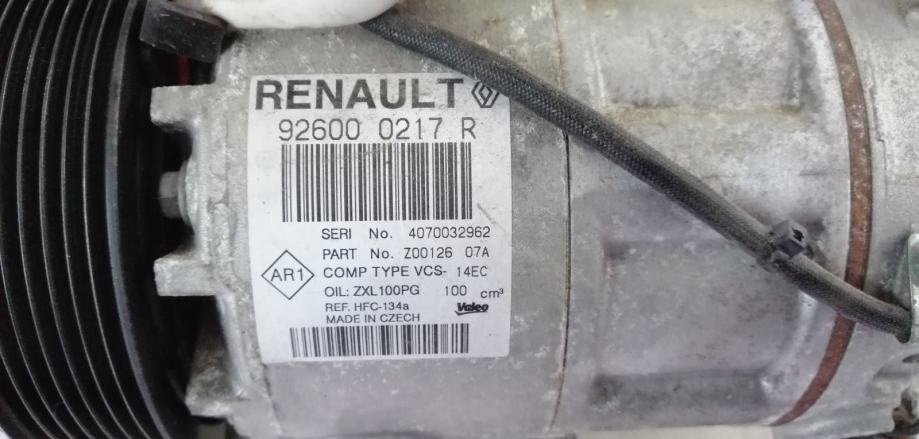 RENAULT
92600 0217 R
SERI No. 4070032962
PART No. Z00126 07A
AR1
COMP TYPE VCS- 14EC
OIL: ZXL100PG 100 cm³
REF. HFC-134a
Valeo
MADE IN CZECH